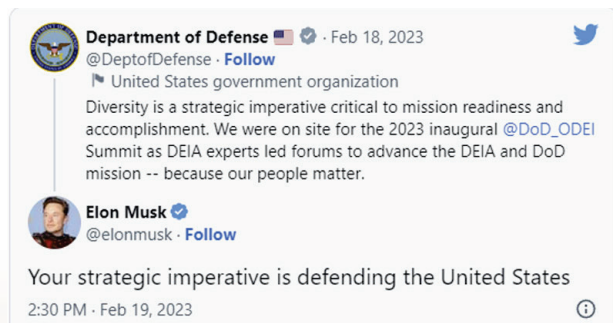 Department of Defense 🇺🇸 · Feb 18, 2023
@DeptofDefense · Follow
United States government organization
Diversity is a strategic imperative critical to mission readiness and
accomplishment. We were on site for the 2023 inaugural @DoD_ODEI
Summit as DEIA experts led forums to advance the DEIA and DoD
mission -- because our people matter.
Elon Musk
@elonmusk · Follow
Your strategic imperative is defending the United States
2:30 PM · Feb 19, 2023